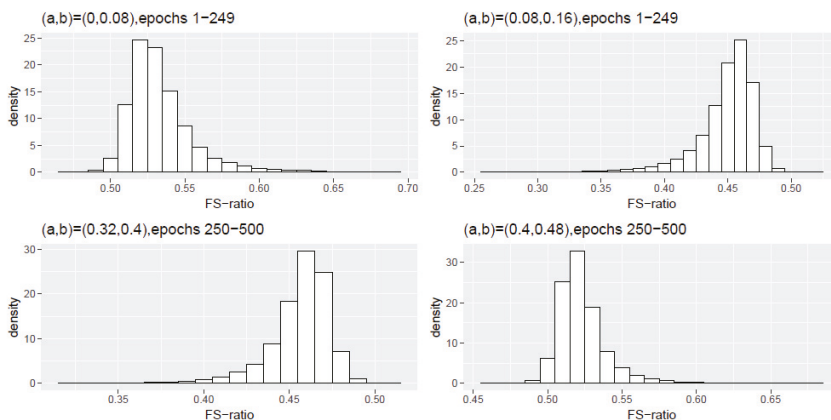 (a,b)=(0,0.08),epochs 1−249
25
20
15
10
5
0
density
0.50 0.55 0.60 0.65 0.70
FS−ratio
(a,b)=(0.08,0.16),epochs 1−249
25
20
15
10
5
0
density
0.25 0.30 0.35 0.40 0.45 0.50
FS−ratio
(a,b)=(0.32,0.4),epochs 250−500
30
20
10
0
density
0.35 0.40 0.45 0.50
FS−ratio
(a,b)=(0.4,0.48),epochs 250−500
30
20
10
0
density
0.45 0.50 0.55 0.60 0.65
FS−ratio